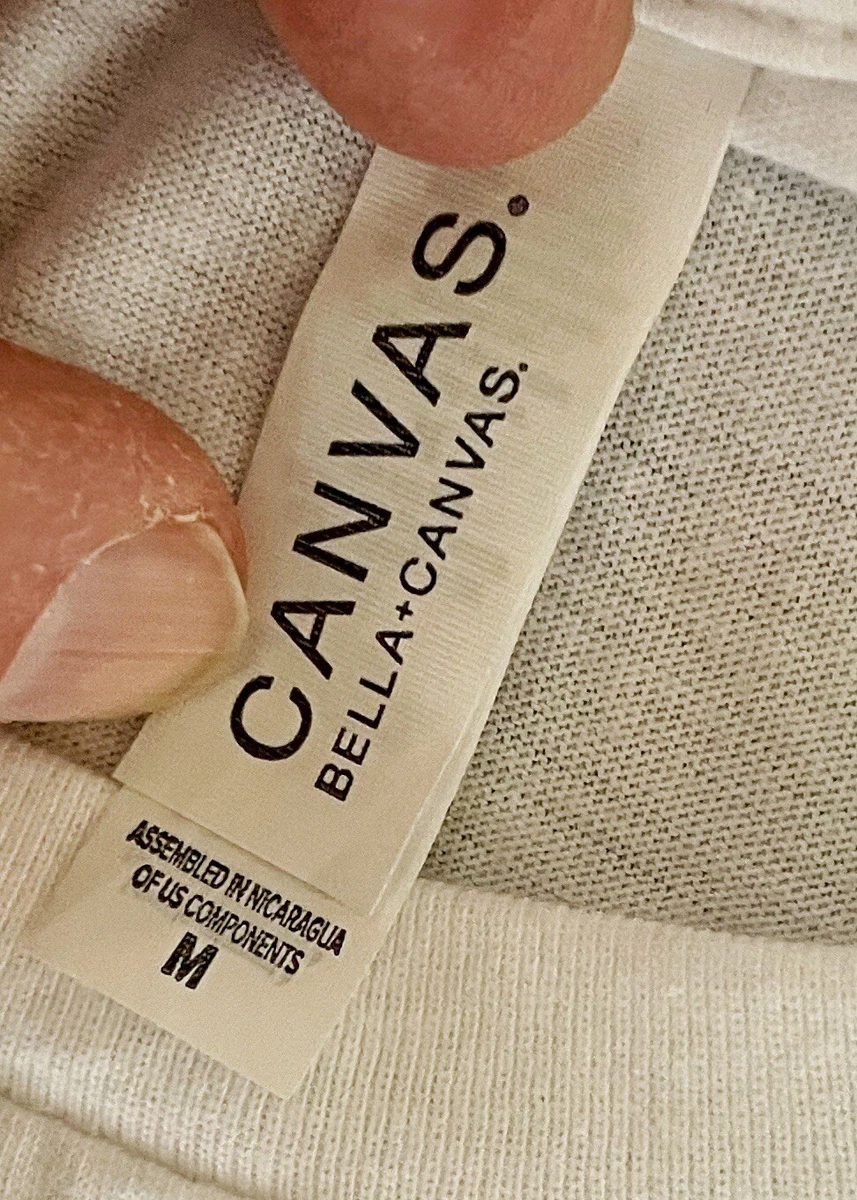 CANVAS.
BELLA+CANVAS.
ASSEMBLED IN NICARAGUA
OF US COMPONENTS
M